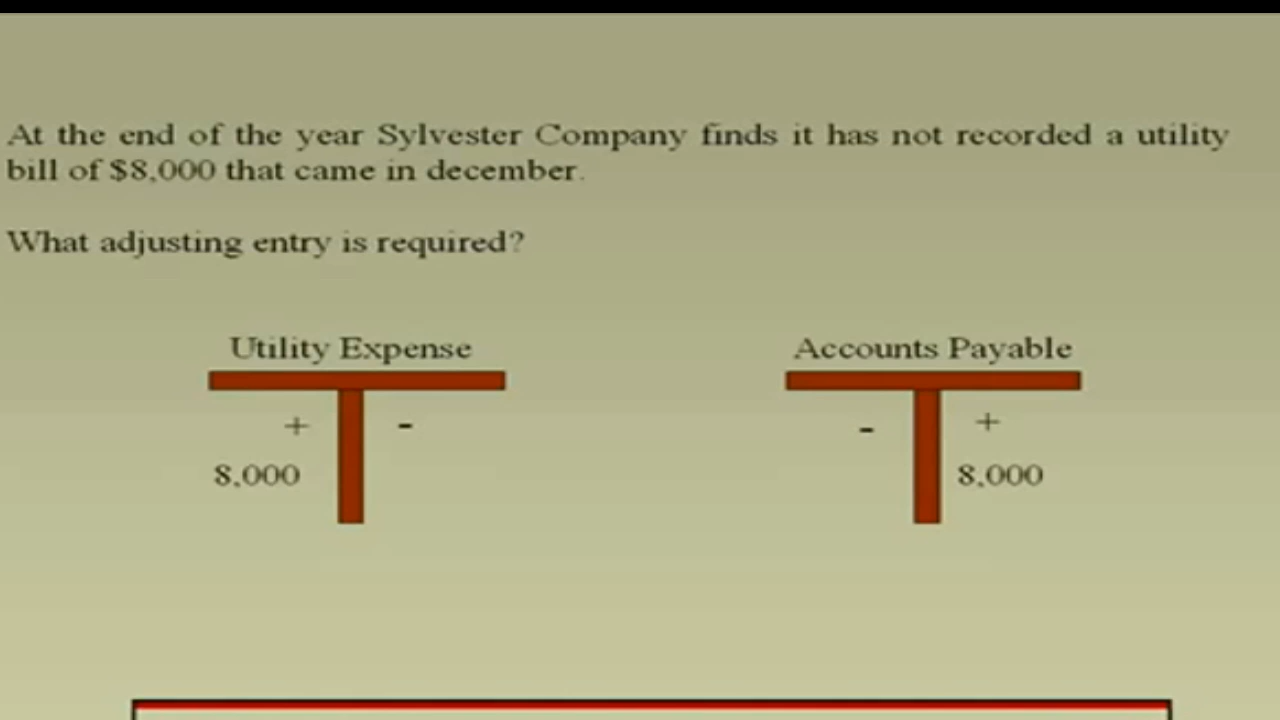 At the end of the year Sylvester Company finds it has not recorded a utility
bill of $8,000 that came in december.
What adjusting entry is required?
Utility Expense
Accounts Payable
+ -
- +
8,000
8,000